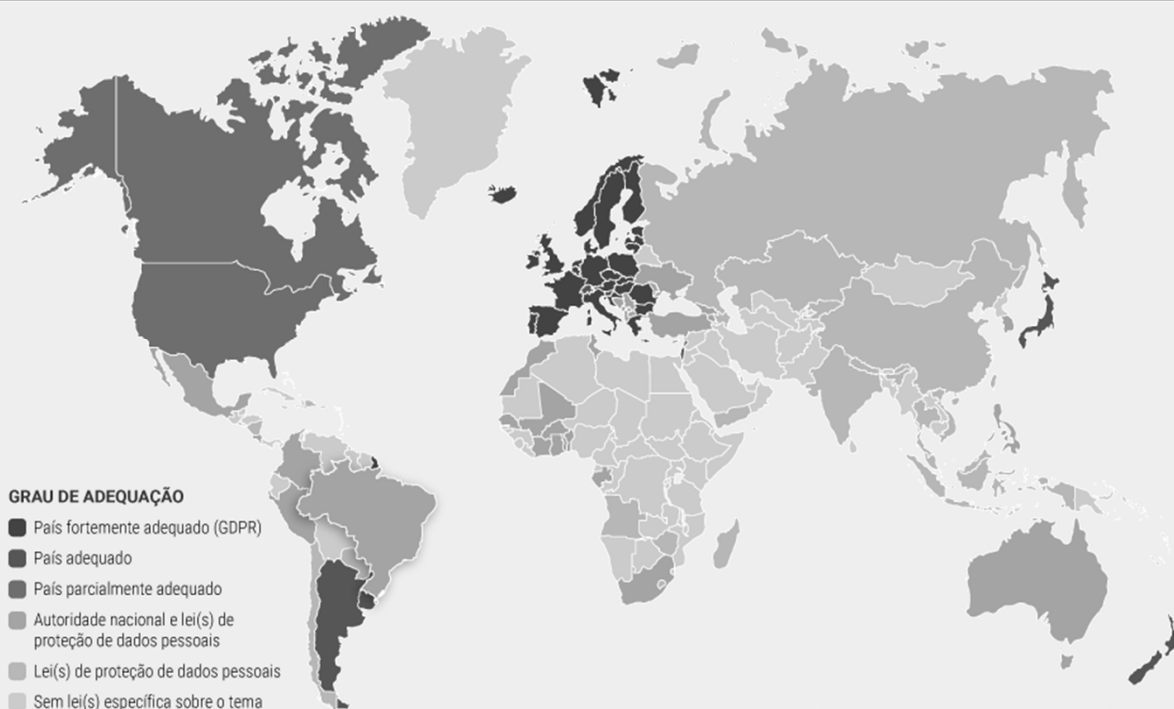 GRAU DE ADEQUAÇÃO
País fortemente adequado (GDPR)
País adequado
País parcialmente adequado
Autoridade nacional e lei(s) de
proteção de dados pessoais
Lei(s) de proteção de dados pessoais
Sem lei(s) específica sobre o tema